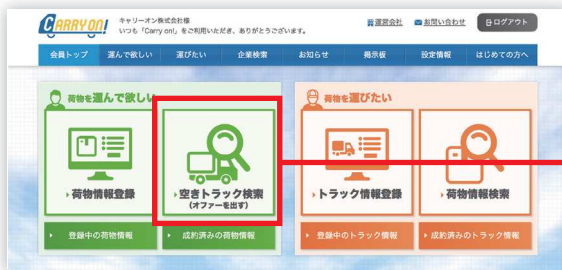 CARRY ON!
キャリーオン株式会社様
いつも「Carry on!」をご利用いただき、ありがとうございます。
運営会社 お問い合わせ ログアウト
会員トップ 運んで欲しい 運びたい 企業検索 お知らせ 掲示板 設定情報 はじめての方へ
荷物を運んで欲しい
荷物を運びたい
荷物情報登録
空きトラック検索
(オファーを出す)
トラック情報登録
荷物情報検索
登録中の荷物情報
成約済みの荷物情報
登録中のトラック情報
成約済みのトラック情報